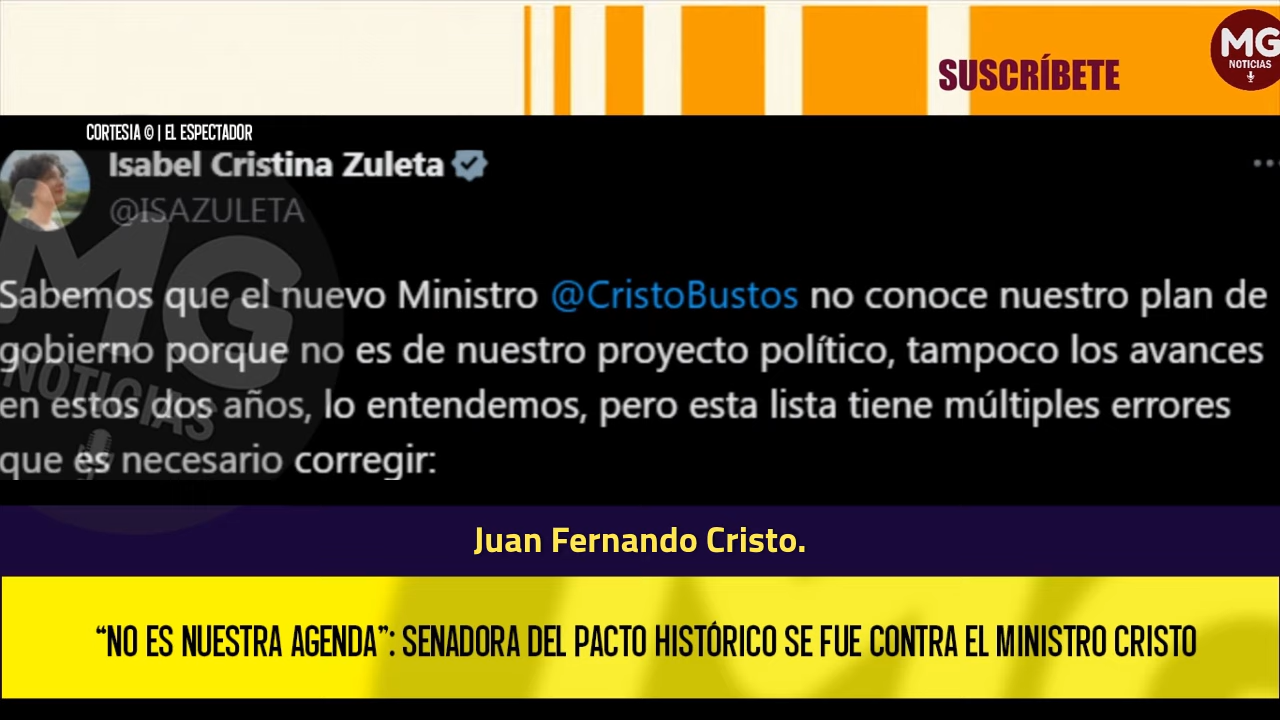 SUSCRÍBETE
MG
NOTICIAS
CORTESIA © | EL ESPECTADOR
Isabel Cristina Zuleta
@ISAZULETA
Sabemos que el nuevo Ministro @CristoBustos no conoce nuestro plan de
gobierno porque no es de nuestro proyecto político, tampoco los avances
en estos dos años, lo entendemos, pero esta lista tiene múltiples errores
que es necesario corregir:
MG
NOTICIAS
Juan Fernando Cristo.
“NO ES NUESTRA AGENDA”: SENADORA DEL PACTO HISTÓRICO SE FUE CONTRA EL MINISTRO CRISTO